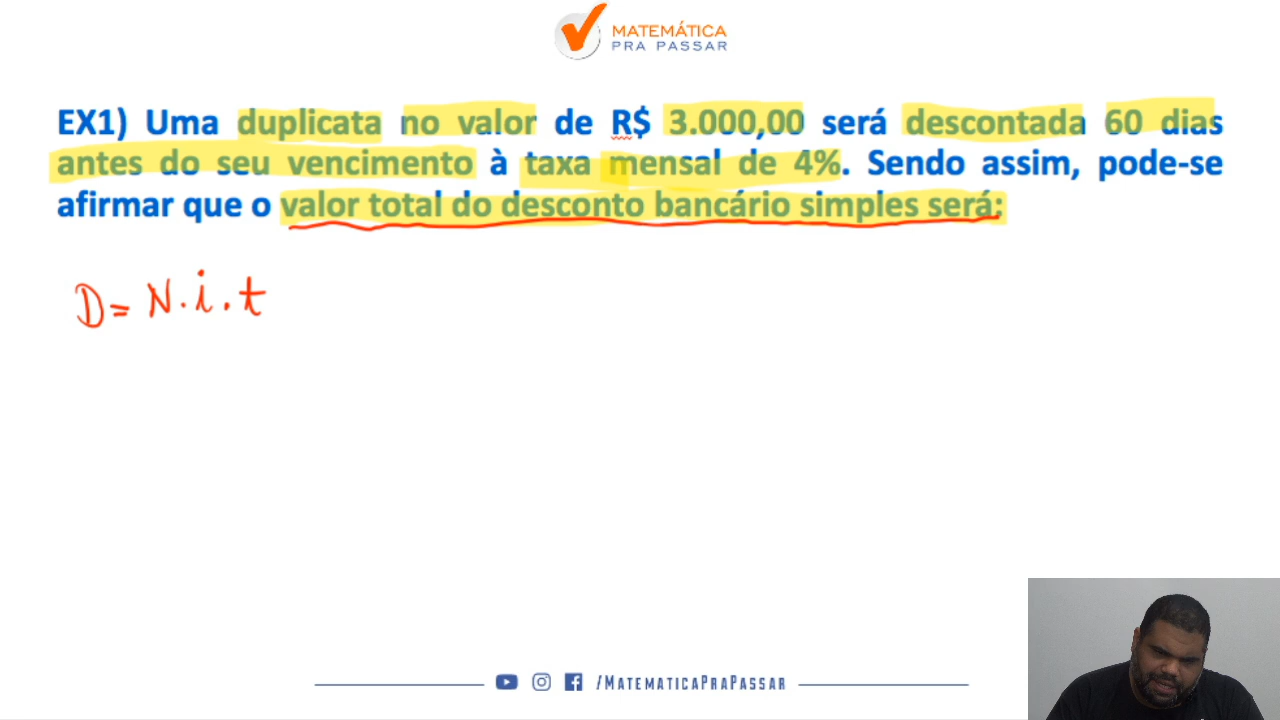 MATEMÁTICA
PRA PASSAR
EX1) Uma duplicata no valor de R$ 3.000,00 será descontada 60 dias
antes do seu vencimento à taxa mensal de 4%. Sendo assim, pode-se
afirmar que o valor total do desconto bancário simples será:
D = N.i.t
/MATEMATICAPRAPASSAR